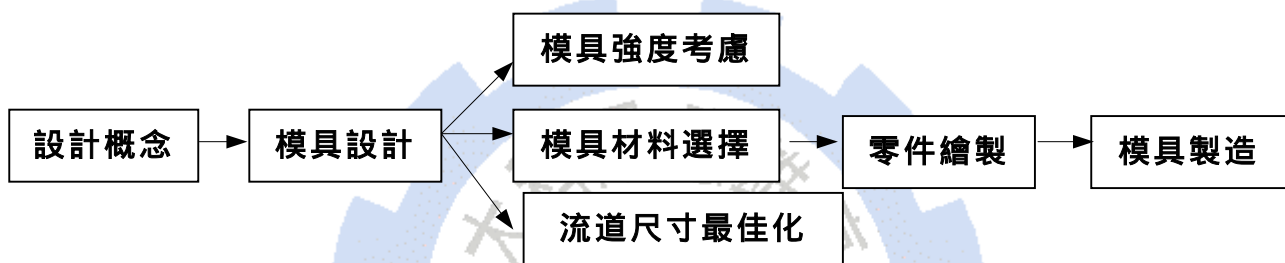 模具強度考慮
設計概念
模具設計
模具材料選擇
零件繪製
模具製造
流道尺寸最佳化